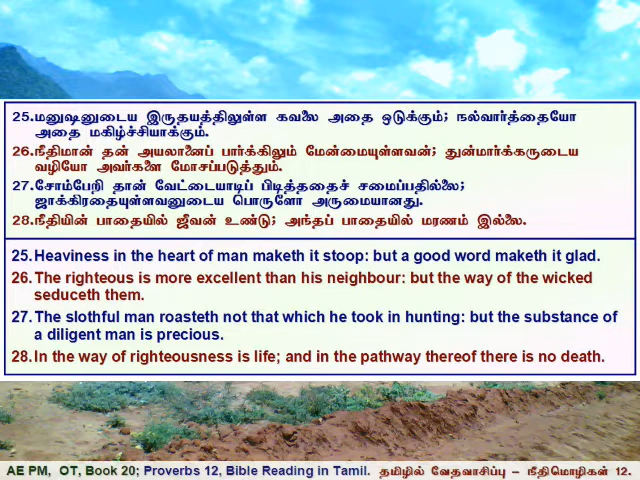 25.மனுஷனுடைய இருதயத்திலுள்ள கவலை அதை ஒடுக்கும்; நல்வார்த்தையோ
அதை மகிழ்ச்சியாக்கும்.
26.நீதிமான் தன் அயலானைப் பார்க்கிலும் மேன்மையுள்ளவன்; துன்மார்க்கருடைய
வழியோ அவர்களை மோசப்படுத்தும்.
27.சோம்பேறி தான் வேட்டையாடிப் பிடித்ததைச் சமைப்பதில்லை;
ஜாக்கிரதையுள்ளவனுடைய பொருளோ அருமையானது.
28.நீதியின் பாதையில் ஜீவன் உண்டு; அந்தப் பாதையில் மரணம் இல்லை.
25.Heaviness in the heart of man maketh it stoop: but a good word maketh it glad.
26.The righteous is more excellent than his neighbour: but the way of the wicked
seduceth them.
27.The slothful man roasteth not that which he took in hunting: but the substance of
a diligent man is precious.
28.In the way of righteousness is life; and in the pathway thereof there is no death.
AE PM, OT, Book 20; Proverbs 12, Bible Reading in Tamil. தமிழில் வேதவாசிப்பு – நீதிமொழிகள் 12.